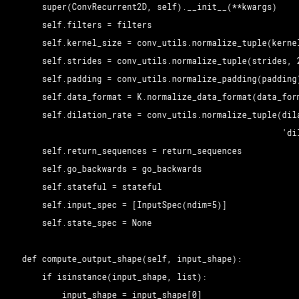 super(ConvRecurrent2D, self).__init__(**kwargs)
self.filters = filters
self.kernel_size = conv_utils.normalize_tuple(kernel
self.strides = conv_utils.normalize_tuple(strides, 2
self.padding = conv_utils.normalize_padding(padding)
self.data_format = K.normalize_data_format(data_form
self.dilation_rate = conv_utils.normalize_tuple(dila
'dil
self.return_sequences = return_sequences
self.go_backwards = go_backwards
self.stateful = stateful
self.input_spec = [InputSpec(ndim=5)]
self.state_spec = None
def compute_output_shape(self, input_shape):
if isinstance(input_shape, list):
input_shape = input_shape[0]